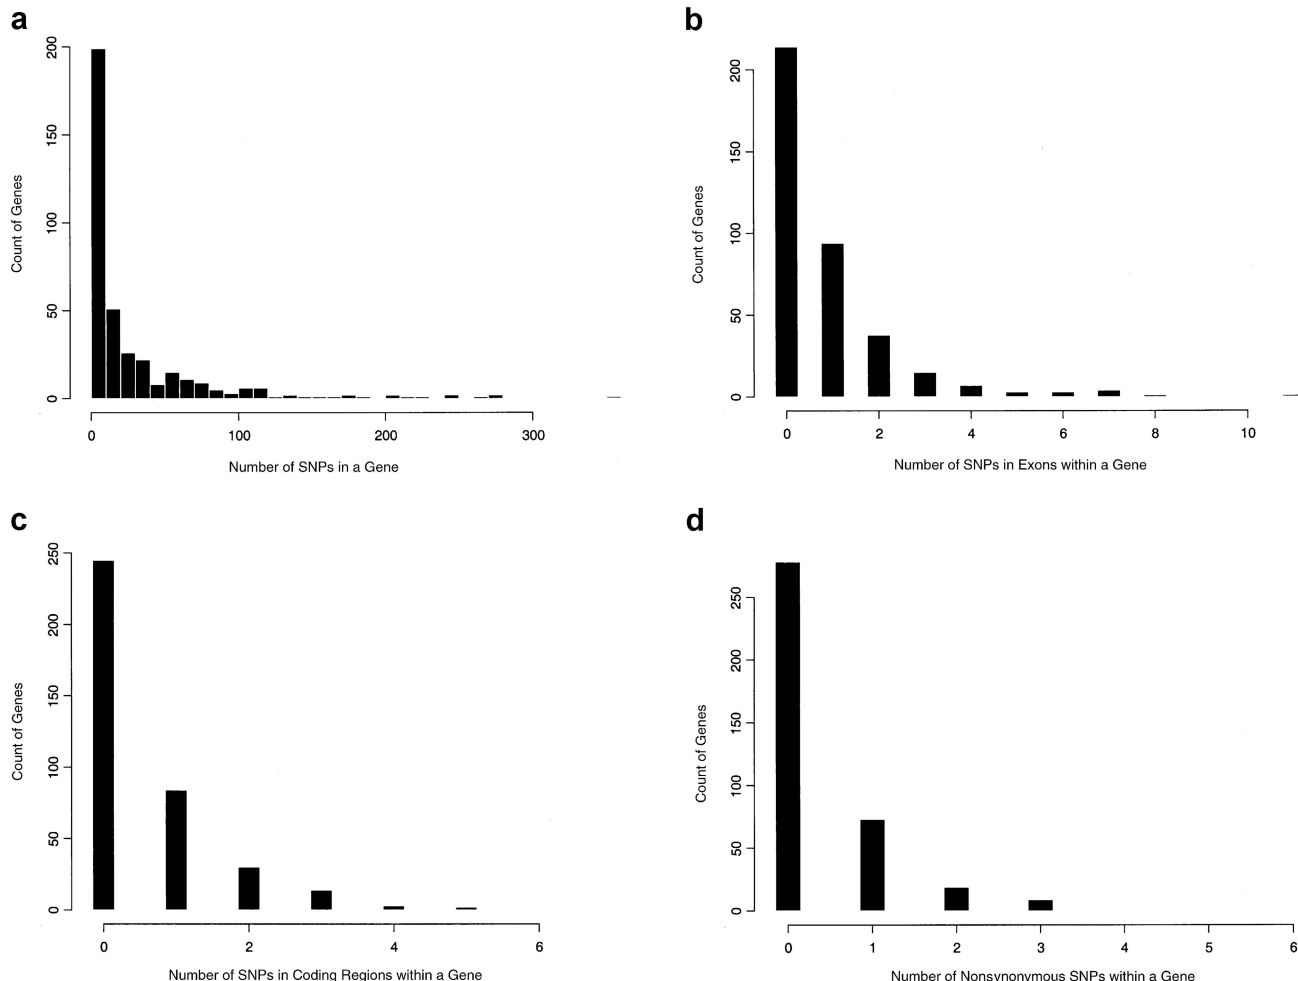 a
200
150
100
50
0
Count of Genes
0 100 200 300
Number of SNPs in a Gene
b
200
150
100
50
0
Count of Genes
0 2 4 6 8 10
Number of SNPs in Exons within a Gene
c
250
200
150
100
50
0
Count of Genes
0 2 4 6
Number of SNPs in Coding Regions within a Gene
d
250
200
150
100
50
0
Count of Genes
0 1 2 3 4 5 6
Number of Nonsynonymous SNPs within a Gene